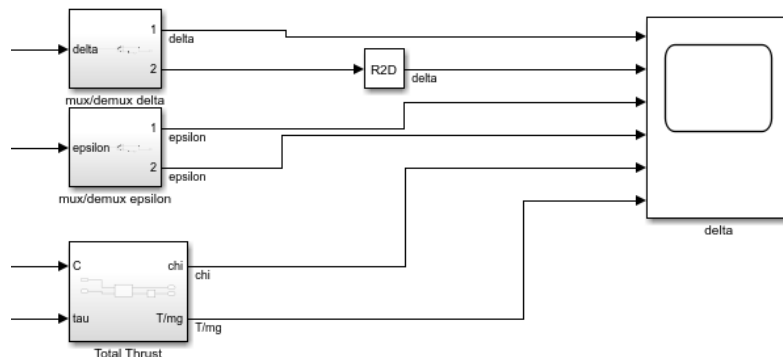 delta
1
delta
2
R2D
delta
mux/demux delta
epsilon
1
epsilon
2
epsilon
mux/demux epsilon
delta
C
chi
chi
tau
T/mg
T/mg
Total Thrust